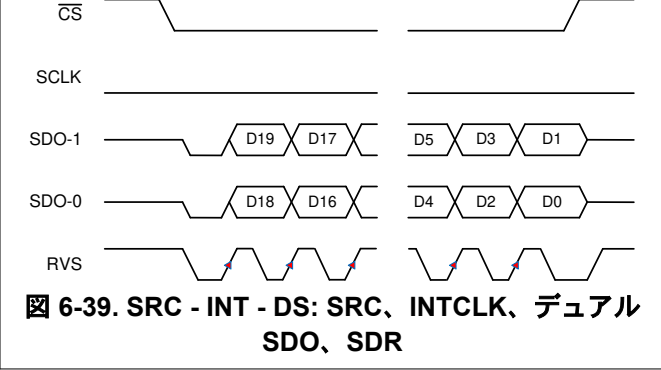 CS
SCLK
SDO-1 D19 D17 D5 D3 D1
SDO-0 D18 D16 D4 D2 D0
RVS
図 6-39. SRC - INT - DS: SRC、INTCLK、デュアル
SDO、SDR